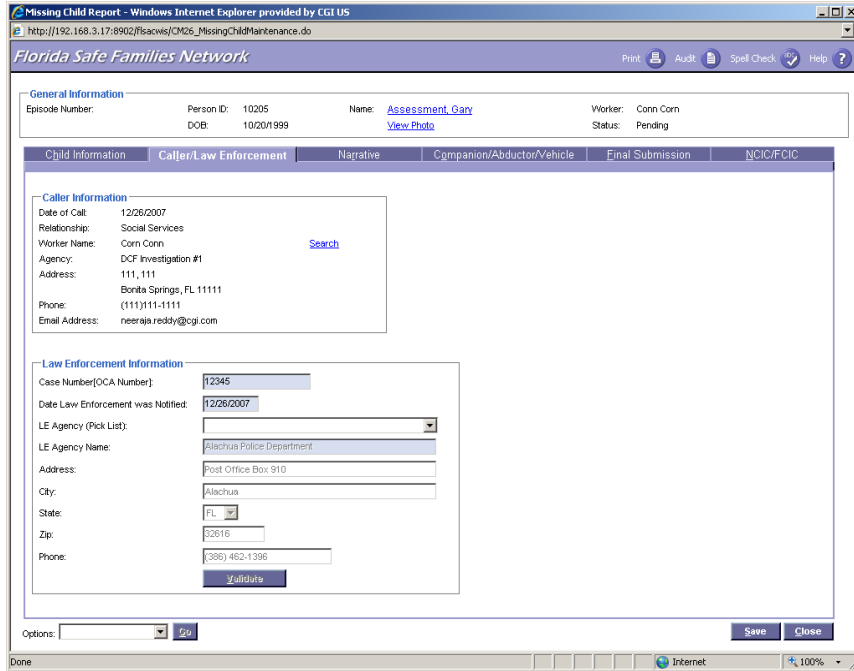 Missing Child Report - Windows Internet Explorer provided by CGI US
http://192.168.3.17:8902/flsacwis/CM26_MissingChildMaintenance.do
Florida Safe Families Network
Print Audit Spell Check abc Help ?
General Information
Episode Number: Person ID: 10205 Name: Assessment, Gary Worker: Conn Corn
DOB: 10/20/1999 View Photo Status: Pending
Child Information Caller/Law Enforcement Narrative Companion/Abductor/Vehicle Final Submission NCIC/FCIC
Caller Information
Date of Call: 12/26/2007
Relationship: Social Services
Worker Name: Corn Conn Search
Agency: DCF Investigation #1
Address: 111, 111
Bonita Springs, FL 11111
Phone: (111)111-1111
Email Address: neeraja.reddy@cgi.com
Law Enforcement Information
Case Number[OCA Number]: 12345
Date Law Enforcement was Notified: 12/26/2007
LE Agency (Pick List):
LE Agency Name: Alachua Police Department
Address: Post Office Box 910
City: Alachua
State: FL
Zip: 32616
Phone: (386) 462-1396
Validate
Options: Go Save Close
Done Internet 100%